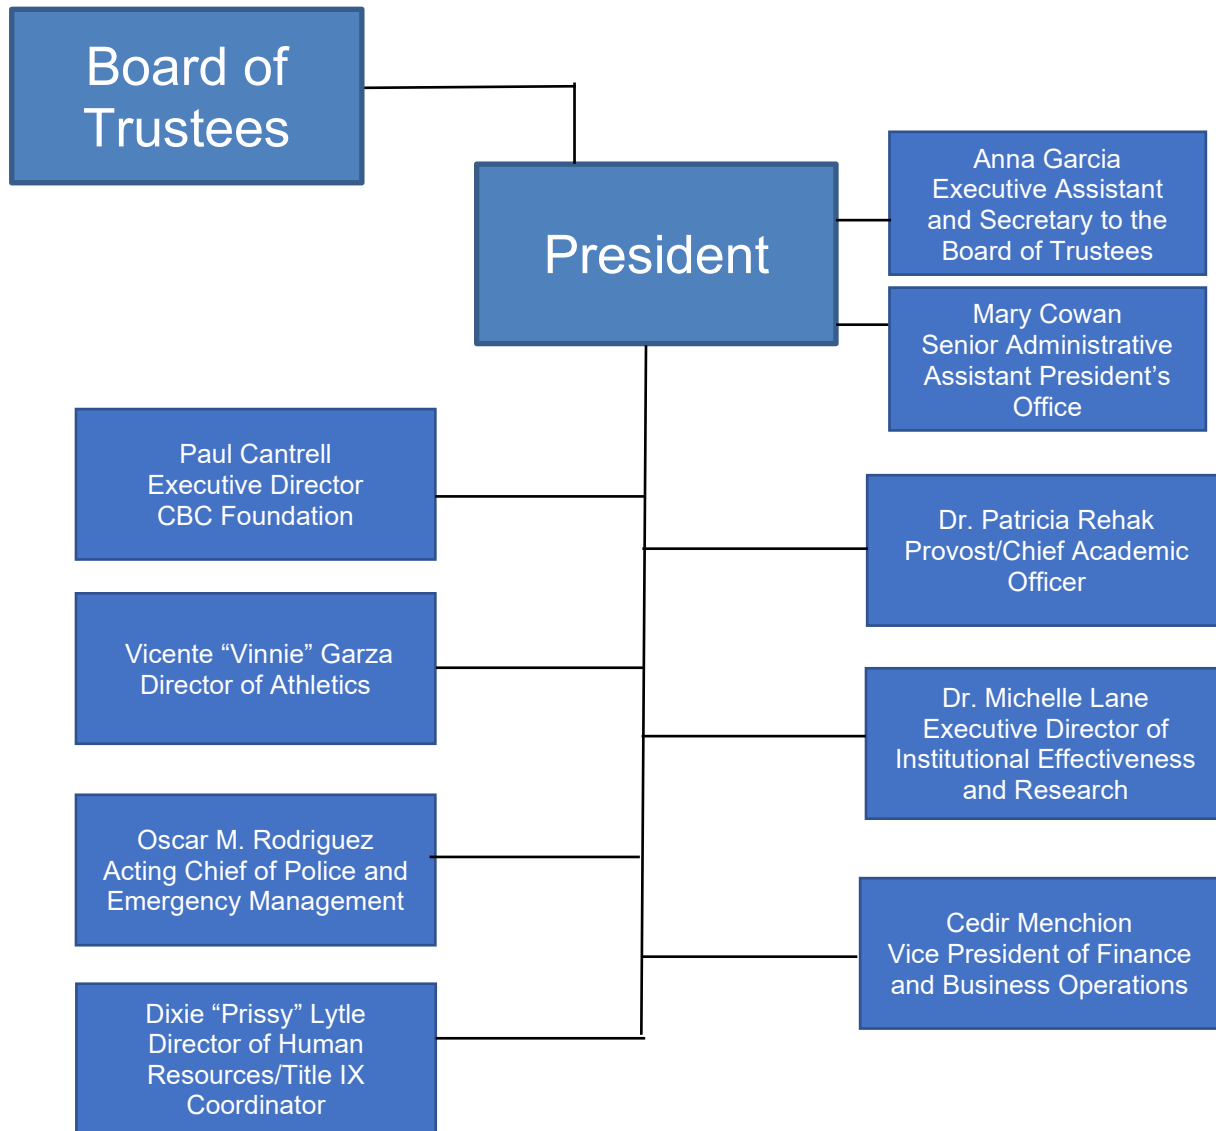 Board of
Trustees
President
Anna Garcia
Executive Assistant
and Secretary to the
Board of Trustees
Mary Cowan
Senior Administrative
Assistant President’s
Office
Paul Cantrell
Executive Director
CBC Foundation
Dr. Patricia Rehak
Provost/Chief Academic
Officer
Vicente “Vinnie” Garza
Director of Athletics
Dr. Michelle Lane
Executive Director of
Institutional Effectiveness
and Research
Oscar M. Rodriguez
Acting Chief of Police and
Emergency Management
Cedir Menchion
Vice President of Finance
and Business Operations
Dixie “Prissy” Lytle
Director of Human
Resources/Title IX
Coordinator